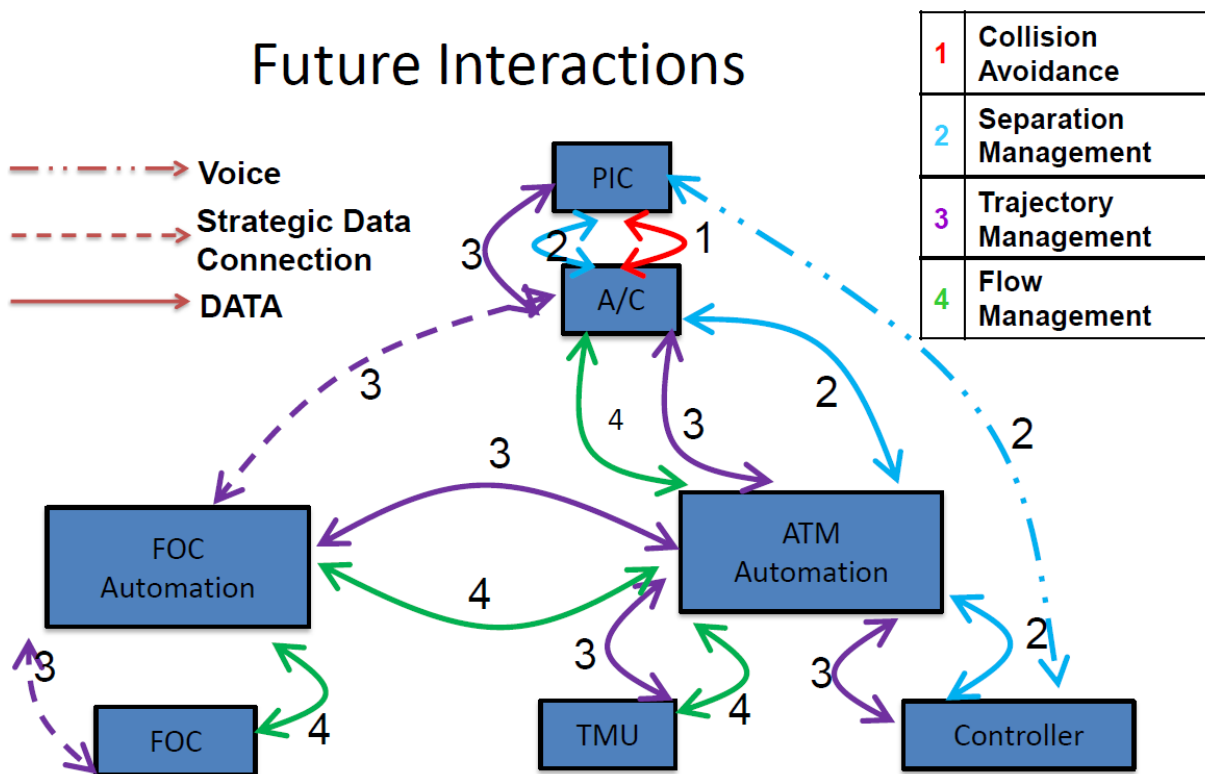 Future Interactions
1 Collision
Avoidance
2 Separation
Management
3 Trajectory
Management
4 Flow
Management
Voice
Strategic Data
Connection
DATA
PIC
3
2
1
A/C
3
4
3
2
2
3
FOC
Automation
ATM
Automation
4
3
4
3
4
3
2
FOC
TMU
Controller